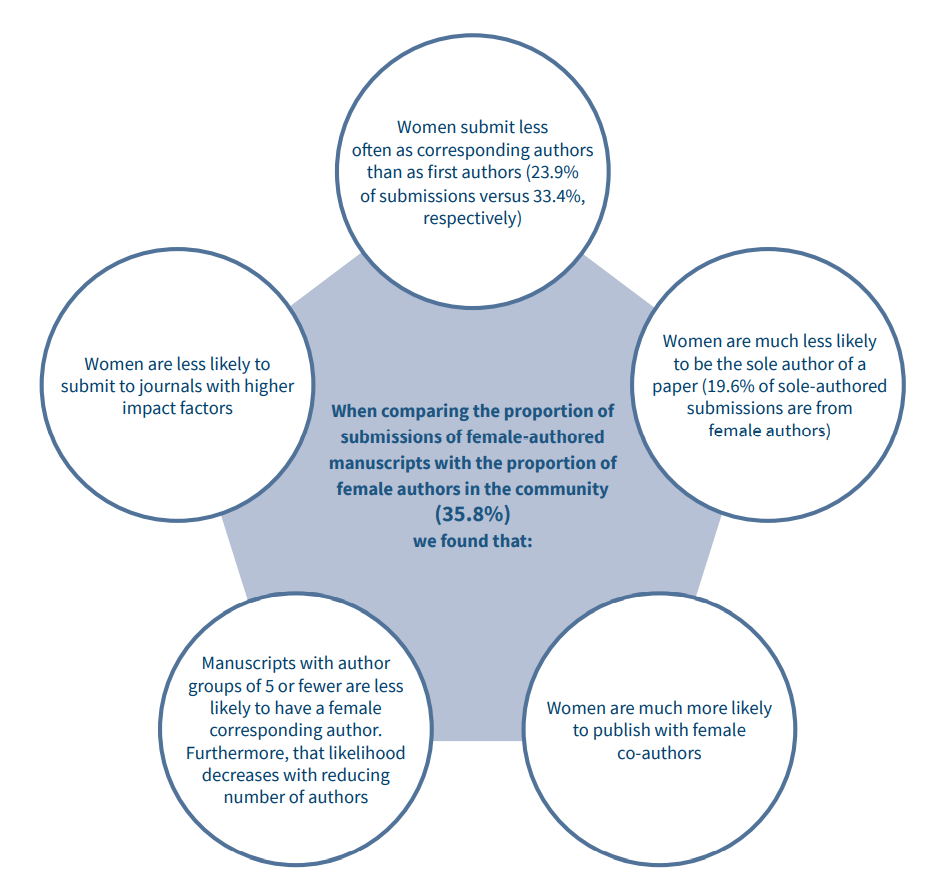 Women submit less
often as corresponding authors
than as first authors (23.9%
of submissions versus 33.4%,
respectively)
Women are less likely to
submit to journals with higher
impact factors
Women are much less likely
to be the sole author of a
paper (19.6% of sole-authored
submissions are from
female authors)
When comparing the proportion of
submissions of female-authored
manuscripts with the proportion of
female authors in the community
(35.8%)
we found that:
Manuscripts with author
groups of 5 or fewer are less
likely to have a female
corresponding author.
Furthermore, that likelihood
decreases with reducing
number of authors
Women are much more likely
to publish with female
co-authors